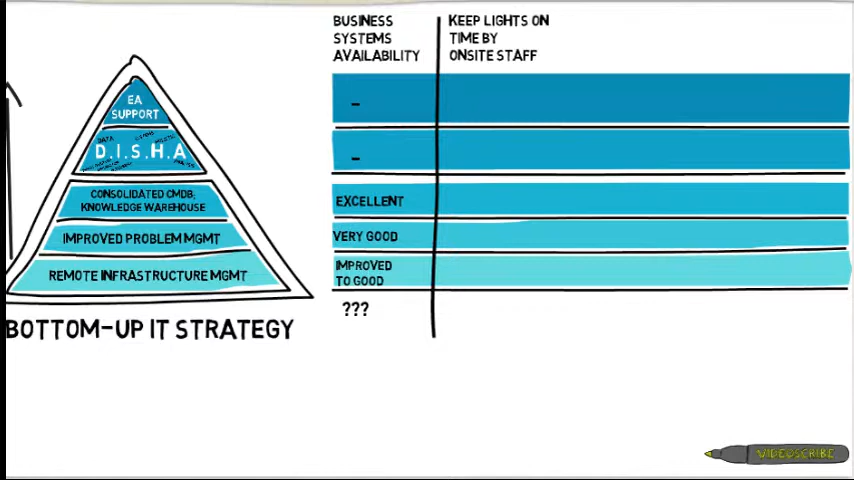 BUSINESS
SYSTEMS
AVAILABILITY
KEEP LIGHTS ON
TIME BY
ONSITE STAFF
EA
SUPPORT
-
DATA
D.I.S.H.A
-
CONSOLIDATED CMDB,
KNOWLEDGE WAREHOUSE
EXCELLENT
IMPROVED PROBLEM MGMT
VERY GOOD
REMOTE INFRASTRUCTURE MGMT
IMPROVED
TO GOOD
???
BOTTOM-UP IT STRATEGY
VIDEOSCRIBE